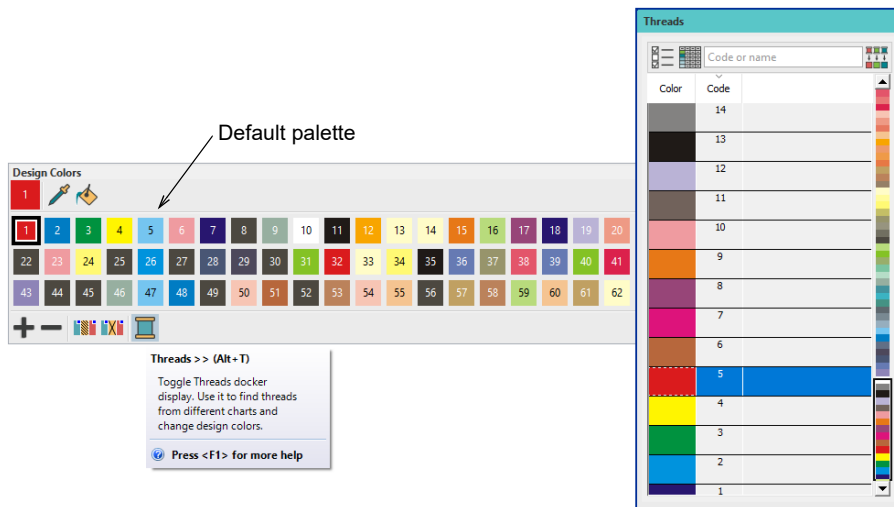 Threads
Code or name
Color Code
14
13
12
11
10
9
8
7
6
5
4
3
2
1
Default palette
Design Colors
1
1 2 3 4 5 6 7 8 9 10 11 12 13 14 15 16 17 18 19 20
22 23 24 25 26 27 28 29 30 31 32 33 34 35 36 37 38 39 40 41
43 44 45 46 47 48 49 50 51 52 53 54 55 56 57 58 59 60 61 62
Threads >> (Alt+T)
Toggle Threads docker
display. Use it to find threads
from different charts and
change design colors.
Press <F1> for more help